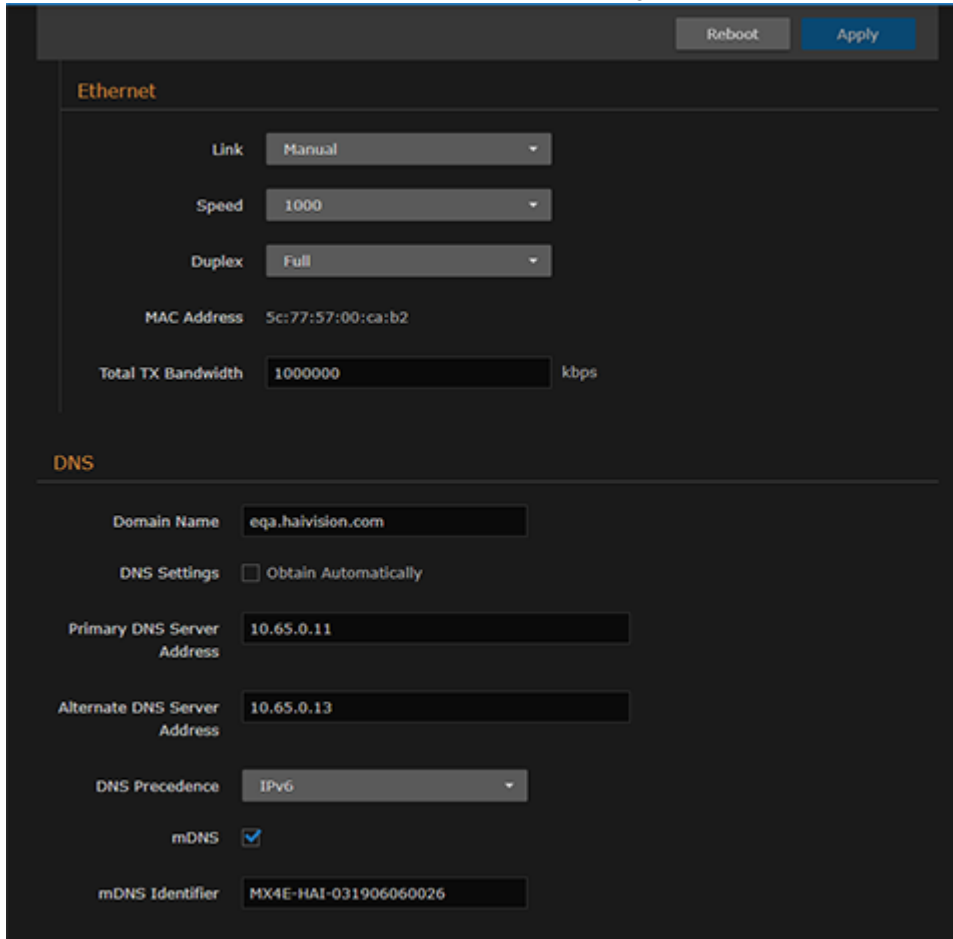 Reboot Apply
Ethernet
Link Manual
Speed 1000
Duplex Full
MAC Address 5c:77:57:00:ca:b2
Total TX Bandwidth 1000000 kbps
DNS
Domain Name eqa.haivision.com
DNS Settings Obtain Automatically
Primary DNS Server 10.65.0.11
Address
Alternate DNS Server 10.65.0.13
Address
DNS Precedence IPv6
mDNS
mDNS Identifier MX4E-HAI-031906060026